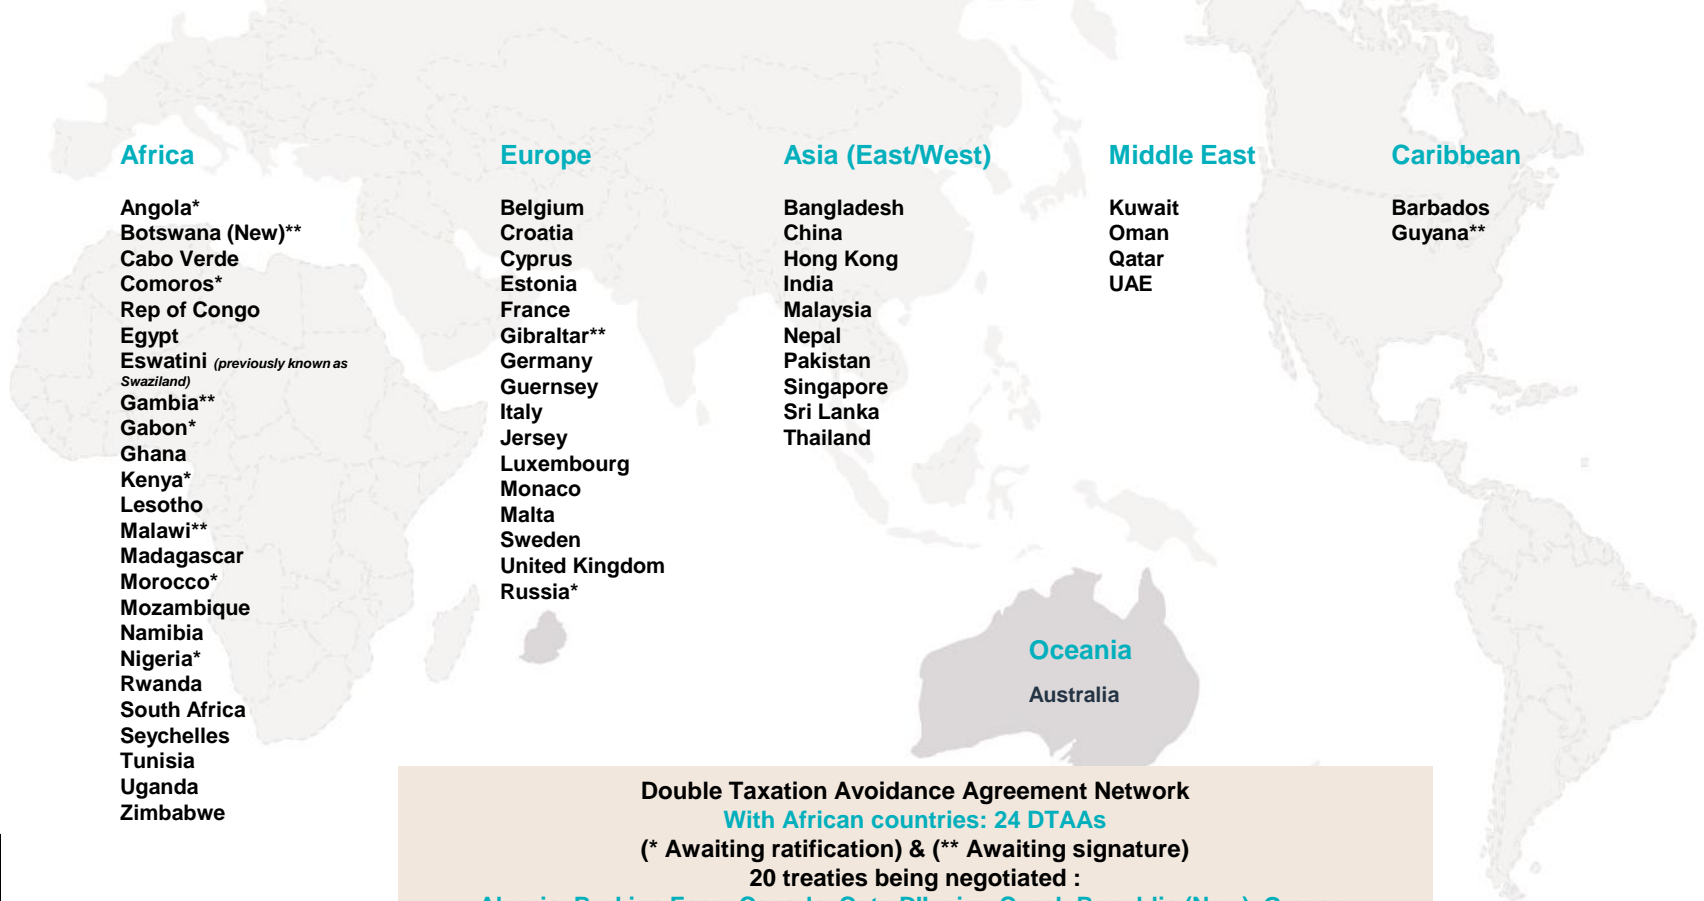 Africa
Angola*
Botswana (New)**
Cabo Verde
Comoros*
Rep of Congo
Egypt
Eswatini (previously known as
Swaziland)
Gambia**
Gabon*
Ghana
Kenya*
Lesotho
Malawi**
Madagascar
Morocco*
Mozambique
Namibia
Nigeria*
Rwanda
South Africa
Seychelles
Tunisia
Uganda
Zimbabwe
Europe
Belgium
Croatia
Cyprus
Estonia
France
Gibraltar**
Germany
Guernsey
Italy
Jersey
Luxembourg
Monaco
Malta
Sweden
United Kingdom
Russia*
Asia (East/West)
Bangladesh
China
Hong Kong
India
Malaysia
Nepal
Pakistan
Singapore
Sri Lanka
Thailand
Middle East
Kuwait
Oman
Qatar
UAE
Caribbean
Barbados
Guyana**
Oceania
Australia
Double Taxation Avoidance Agreement Network
With African countries: 24 DTAAs
(* Awaiting ratification) & (** Awaiting signature)
20 treaties being negotiated :